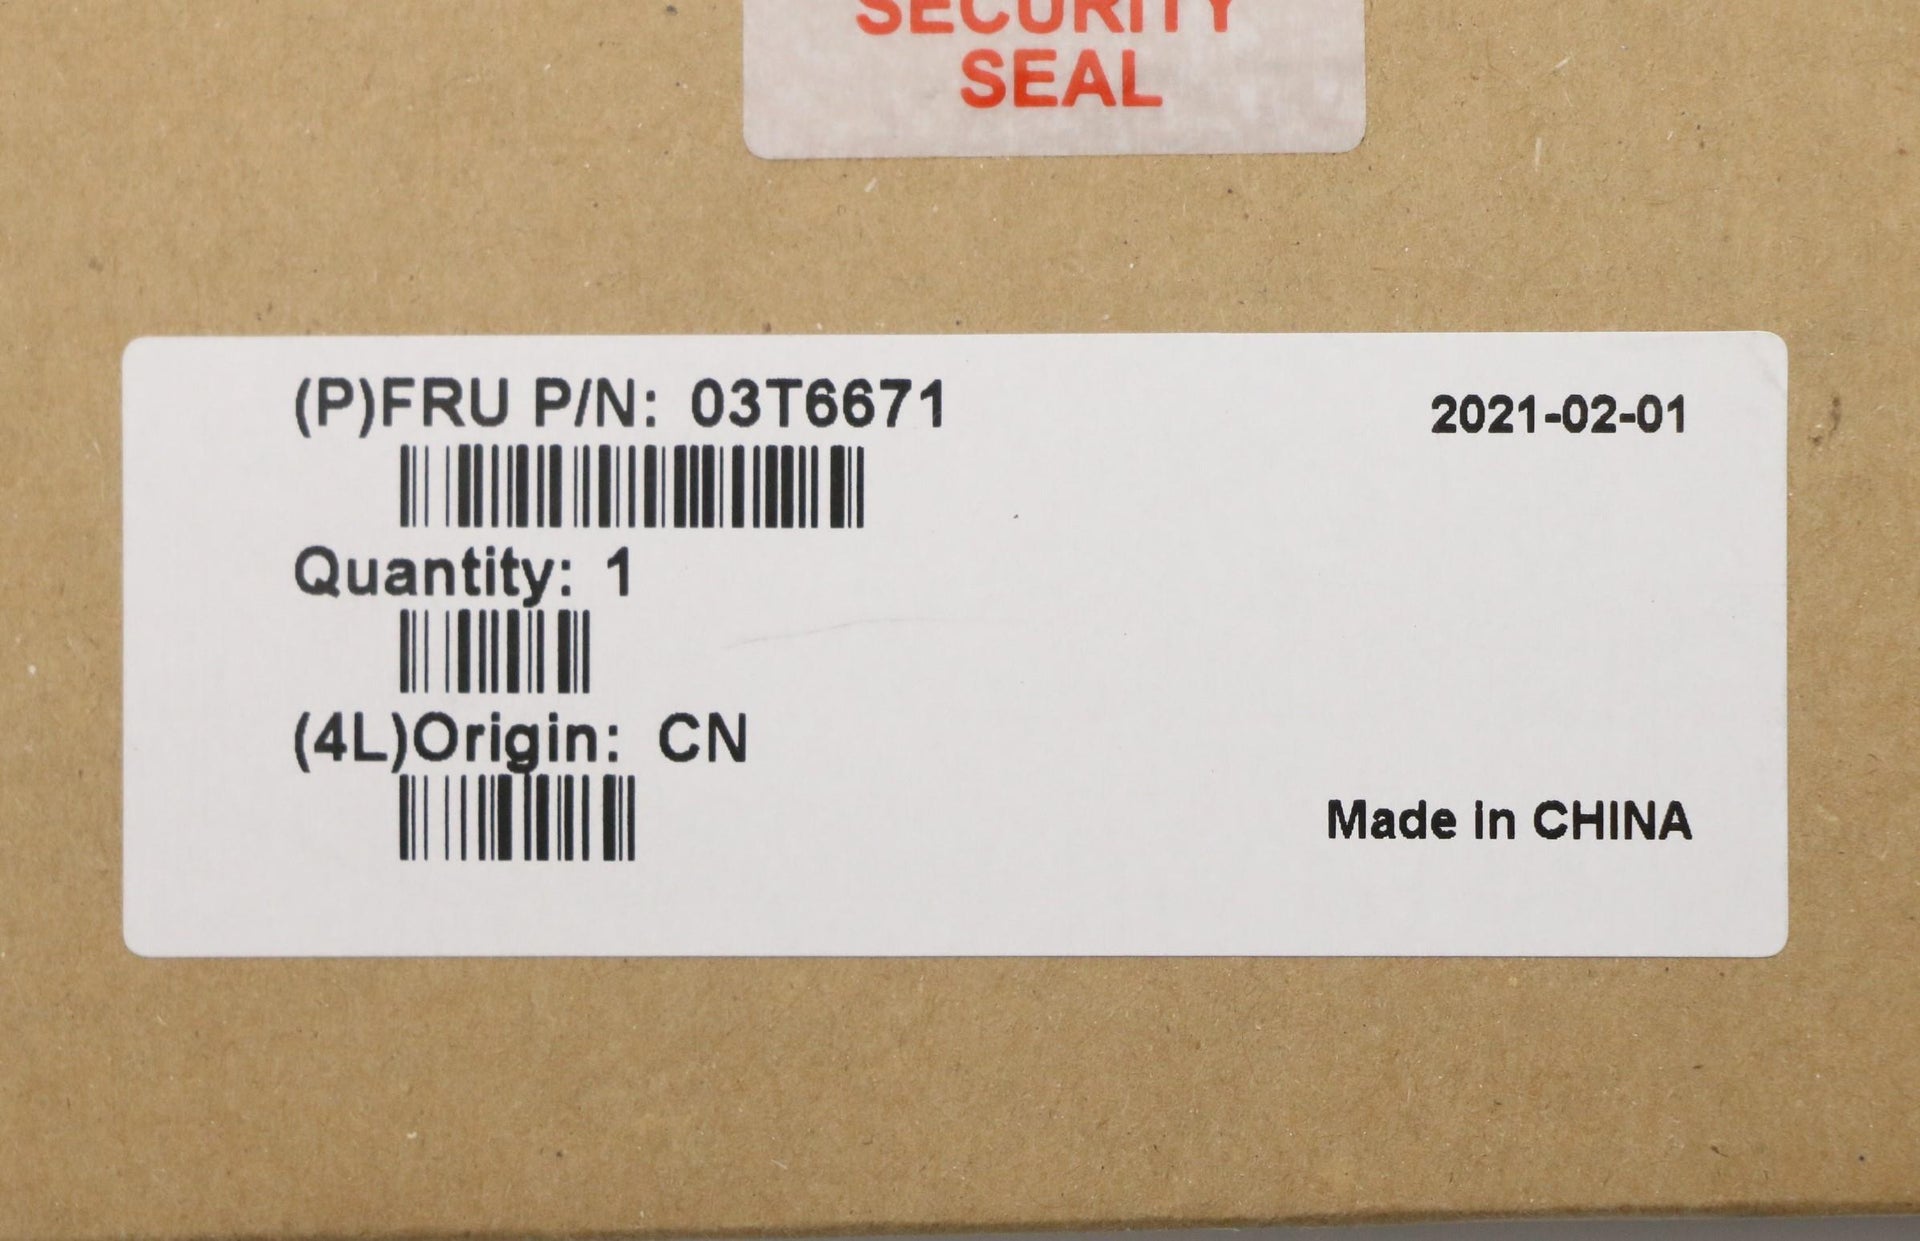 SECURITY
SEAL
(P)FRU P/N: 03T6671
2021-02-01
Quantity: 1
(4L)Origin: CN
Made in CHINA